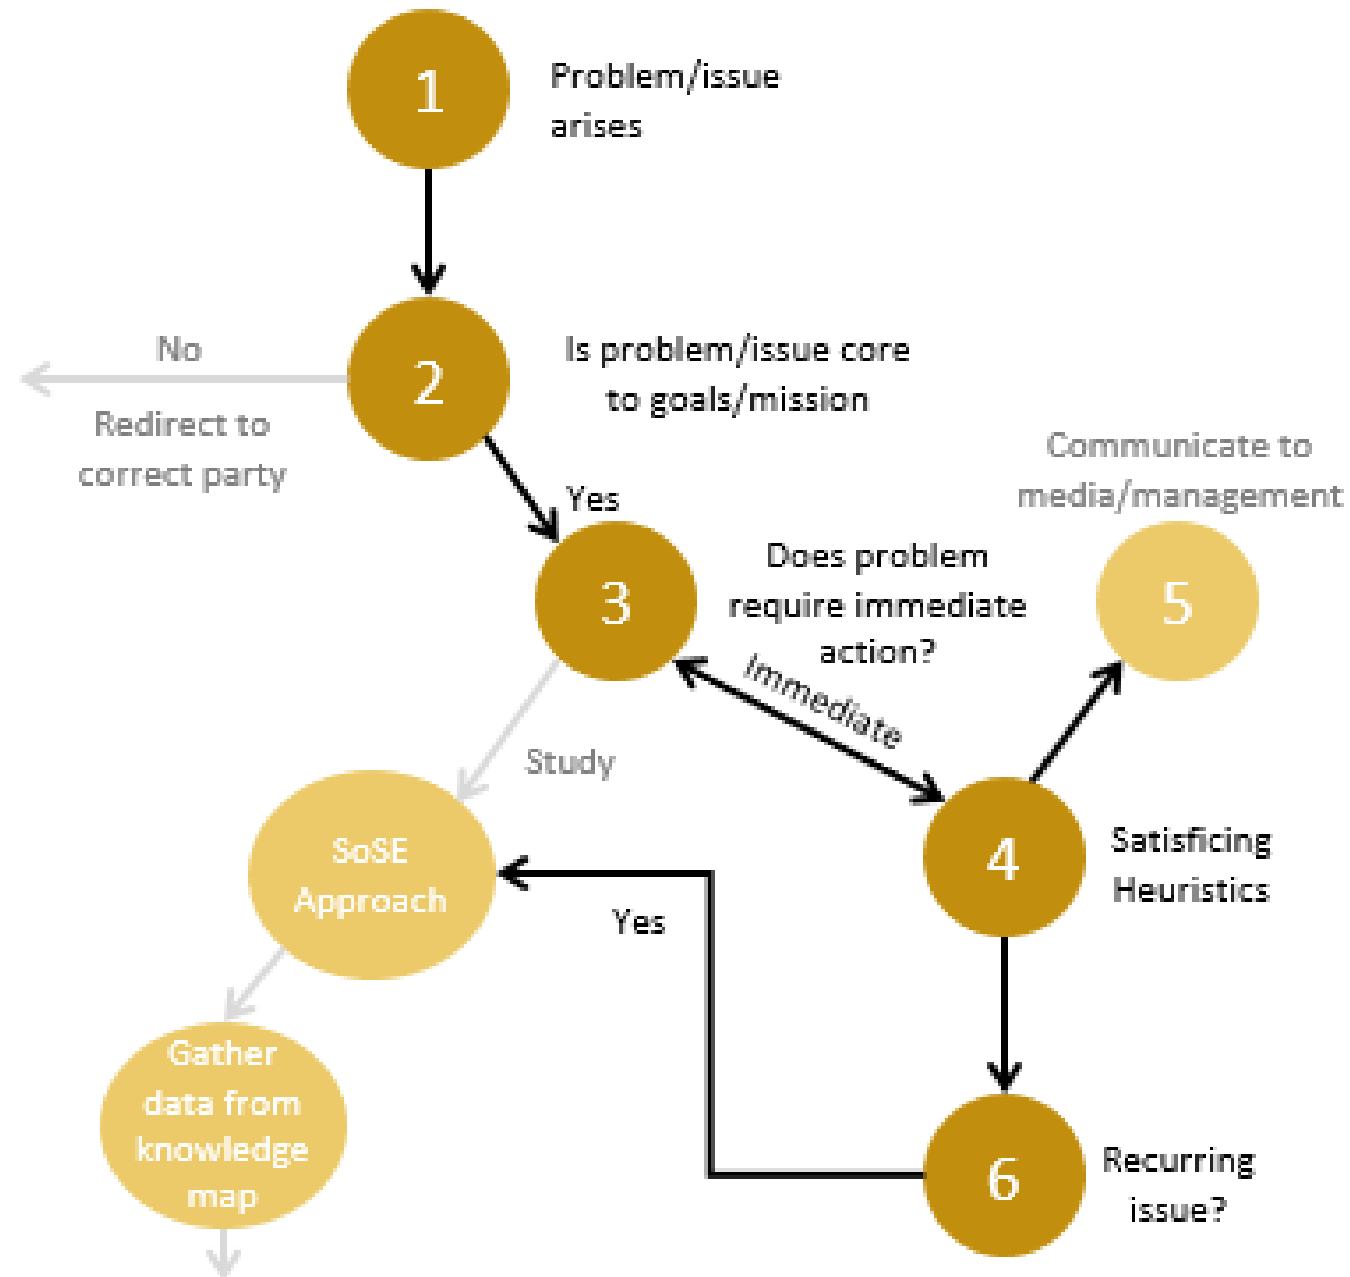 1
Problem/issue
arises
2
Is problem/issue core
to goals/mission
No
Redirect to
correct party
Yes
3
Does problem
require immediate
action?
Communicate to
media/management
5
Immediate
Study
4
Satisficing
Heuristics
SoSE
Approach
Yes
Gather
data from
knowledge
map
6
Recurring
issue?